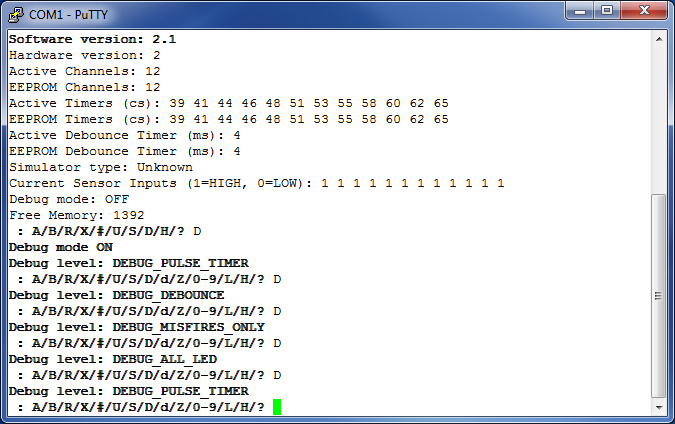 COM1 - PuTTY
Software version: 2.1
Hardware version: 2
Active Channels: 12
EEPROM Channels: 12
Active Timers (cs): 39 41 44 46 48 51 53 55 58 60 62 65
EEPROM Timers (cs): 39 41 44 46 48 51 53 55 58 60 62 65
Active Debounce Timer (ms): 4
EEPROM Debounce Timer (ms): 4
Simulator type: Unknown
Current Sensor Inputs (1=HIGH, 0=LOW): 1 1 1 1 1 1 1 1 1 1 1 1
Debug mode: OFF
Free Memory: 1392
 : A/B/R/X/#/U/S/D/H/? D
Debug mode ON
Debug level: DEBUG_PULSE_TIMER
 : A/B/R/X/#/U/S/D/d/Z/0-9/L/H/? D
Debug level: DEBUG_DEBOUNCE
 : A/B/R/X/#/U/S/D/d/Z/0-9/L/H/? D
Debug level: DEBUG_MISFIRES_ONLY
 : A/B/R/X/#/U/S/D/d/Z/0-9/L/H/? D
Debug level: DEBUG_ALL_LED
 : A/B/R/X/#/U/S/D/d/Z/0-9/L/H/? D
Debug level: DEBUG_PULSE_TIMER
 : A/B/R/X/#/U/S/D/d/Z/0-9/L/H/?